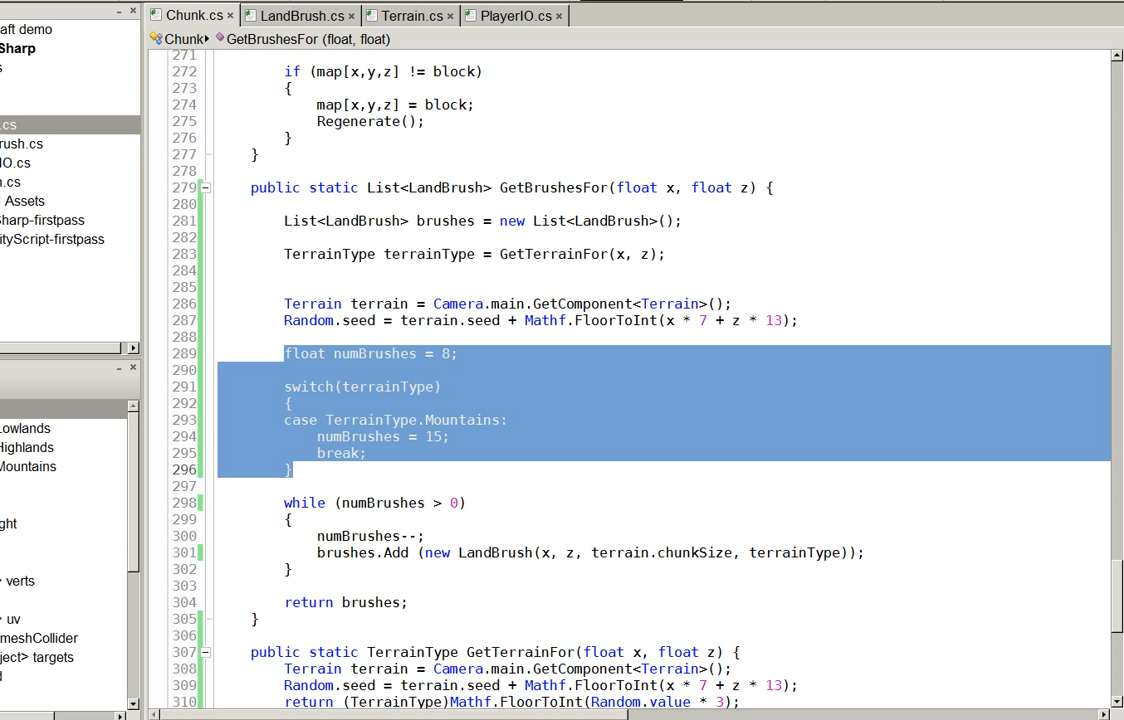 Chunk.cs × LandBrush.cs × Terrain.cs × PlayerIO.cs ×
Chunk GetBrushesFor (float, float)
aft demo
Sharp
s
.cs
rush.cs
IO.cs
n.cs
Assets
Sharp-firstpass
ityScript-firstpass
Lowlands
Highlands
Mountains
ght
> verts
> uv
meshCollider
ject> targets
d
271
272 if (map[x,y,z] != block)
273 {
274 map[x,y,z] = block;
275 Regenerate();
276 }
277 }
278
279 public static List<LandBrush> GetBrushesFor(float x, float z) {
280
281 List<LandBrush> brushes = new List<LandBrush>();
282
283 TerrainType terrainType = GetTerrainFor(x, z);
284
285
286 Terrain terrain = Camera.main.GetComponent<Terrain>();
287 Random.seed = terrain.seed + Mathf.FloorToInt(x * 7 + z * 13);
288
289 float numBrushes = 8;
290
291 switch(terrainType)
292 {
293 case TerrainType.Mountains:
294 numBrushes = 15;
295 break;
296 }
297
298 while (numBrushes > 0)
299 {
300 numBrushes--;
301 brushes.Add (new LandBrush(x, z, terrain.chunkSize, terrainType));
302 }
303
304 return brushes;
305 }
306
307 public static TerrainType GetTerrainFor(float x, float z) {
308 Terrain terrain = Camera.main.GetComponent<Terrain>();
309 Random.seed = terrain.seed + Mathf.FloorToInt(x * 7 + z * 13);
310 return (TerrainType)Mathf.FloorToInt(Random.value * 3);